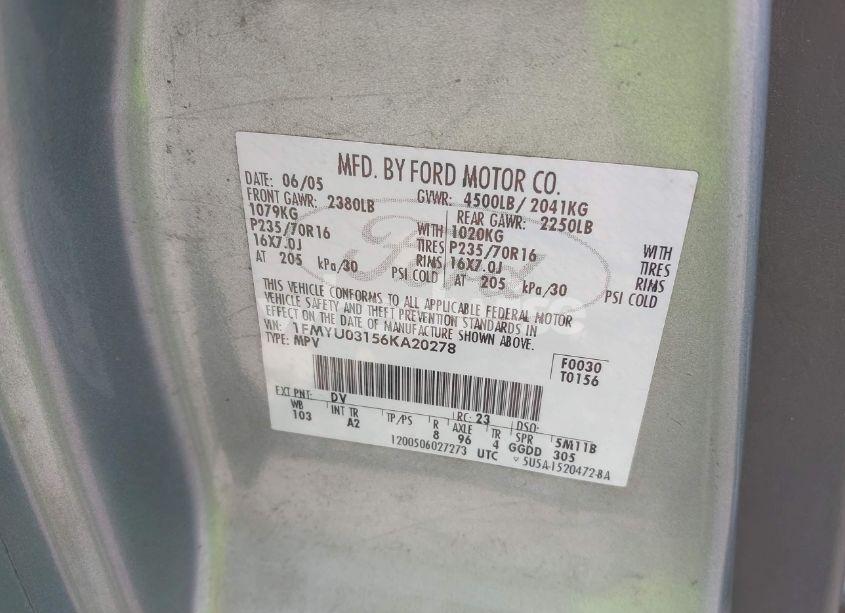 MFD. BY FORD MOTOR CO.
DATE: 06/05 GVWR: 4500LB/ 2041KG
FRONT GAWR: 2380LB REAR GAWR: 2250LB
1079KG WITH 1020KG WITH
P235/70R16 TIRES P235/70R16 TIRES
16X7.0J RIMS 16X7.0J RIMS
AT 205 kPa/30 PSI COLD AT 205 kPa/30 PSI COLD
THIS VEHICLE CONFORMS TO ALL APPLICABLE FEDERAL MOTOR
VEHICLE SAFETY AND THEFT PREVENTION STANDARDS IN
EFFECT ON THE DATE OF MANUFACTURE SHOWN ABOVE.
VIN: 1FMYU03156KA20278
TYPE: MPV
F0030
T0156
EXT PNT: DV RC: 23 DSO:
WB INT TR TP/PS R AXLE TR SPR 5M11B
103 A2 8 96 4 GGDD 305
1200506027273 UTC 5U5A-1520472-BA
Ford